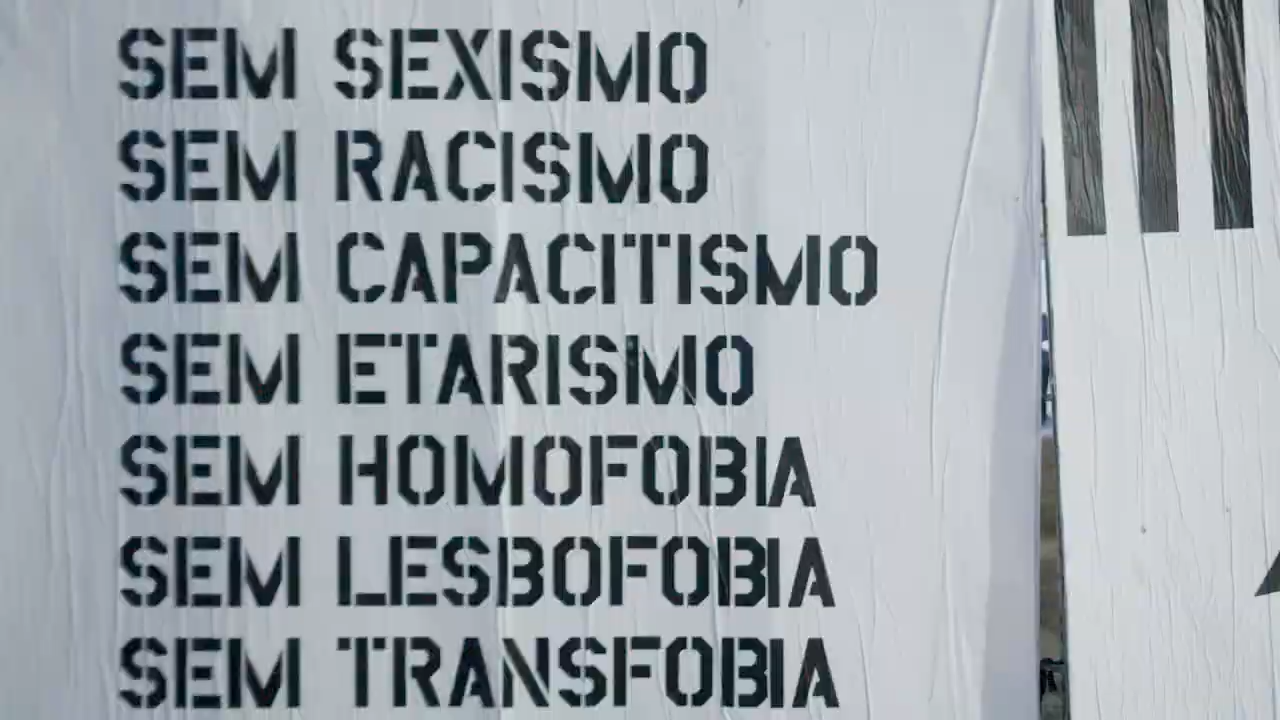 SEM SEXISMO
SEM RACISMO
SEM CAPACITISMO
SEM ETARISMO
SEM HOMOFOBIA
SEM LESBOFOBIA
SEM TRANSFOBIA